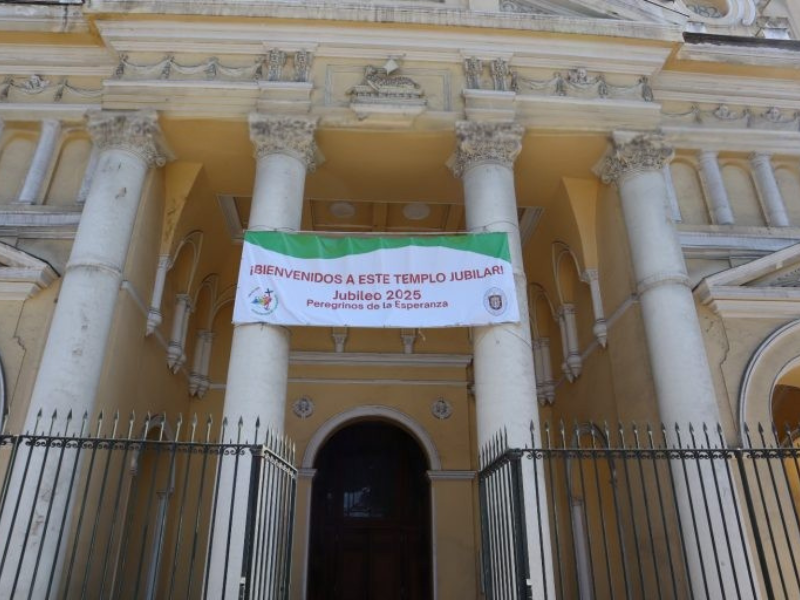 ¡BIENVENIDOS A ESTE TEMPLO JUBILAR!
Jubileo 2025
Peregrinos de la Esperanza